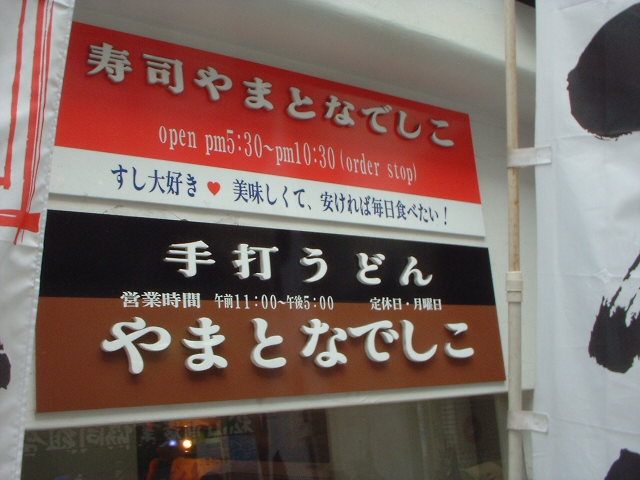 寿司やまとなでしこ
open pm5:30~pm10:30(order stop)
すし大好き♥美味しくて、安ければ毎日食べたい!
手打うどん
営業時間 午前11:00~午後5:00 定休日・月曜日
やまとなでしこ